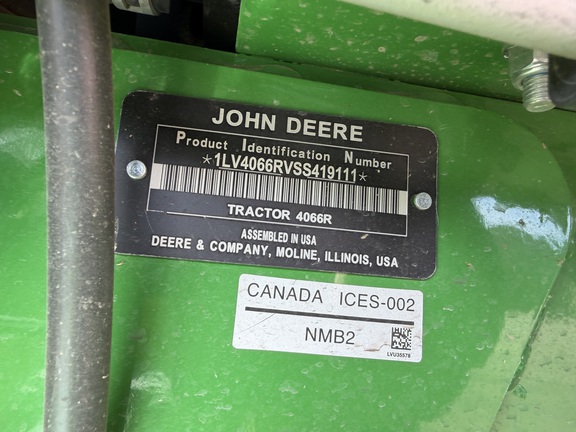 JOHN DEERE
Product Identification Number
*1LV4066RVSS419111*
TRACTOR 4066R
ASSEMBLED IN USA
DEERE & COMPANY, MOLINE, ILLINOIS, USA
CANADA ICES-002
NMB2
LVU35578